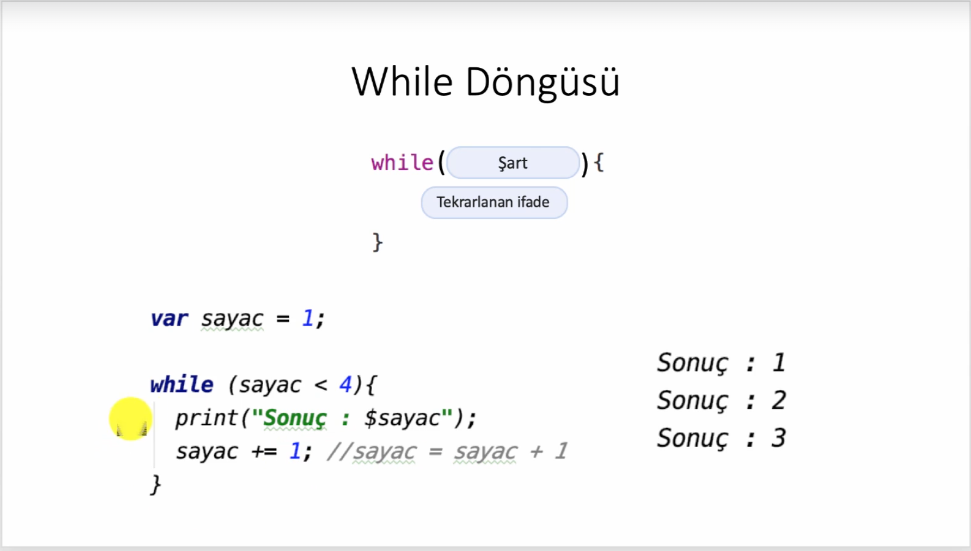 While Döngüsü
while(Şart){
Tekrarlanan ifade
}
var sayac = 1;
while (sayac < 4){
print("Sonuç : $sayac");
sayac += 1; //sayac = sayac + 1
}
Sonuç : 1
Sonuç : 2
Sonuç : 3